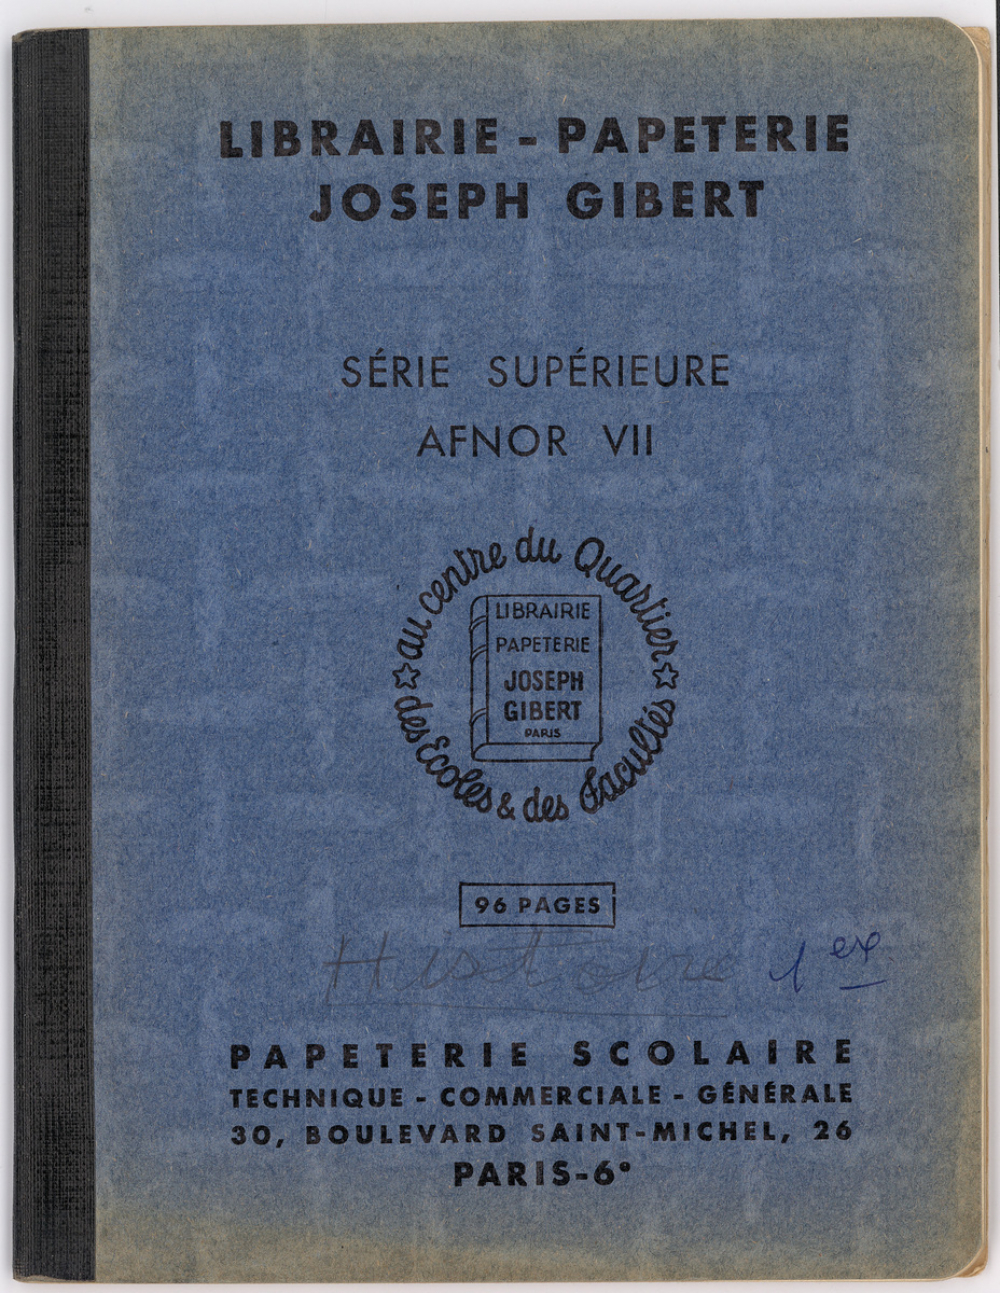 LIBRAIRIE - PAPETERIE
JOSEPH GIBERT
SÉRIE SUPÉRIEURE
AFNOR VII
au centre du Quartier
des Ecoles & des Facultés
LIBRAIRIE
PAPETERIE
JOSEPH
GIBERT
PARIS
96 PAGES
Histoire 1er
PAPETERIE SCOLAIRE
TECHNIQUE - COMMERCIALE - GÉNÉRALE
30, BOULEVARD SAINT-MICHEL, 26
PARIS-6e